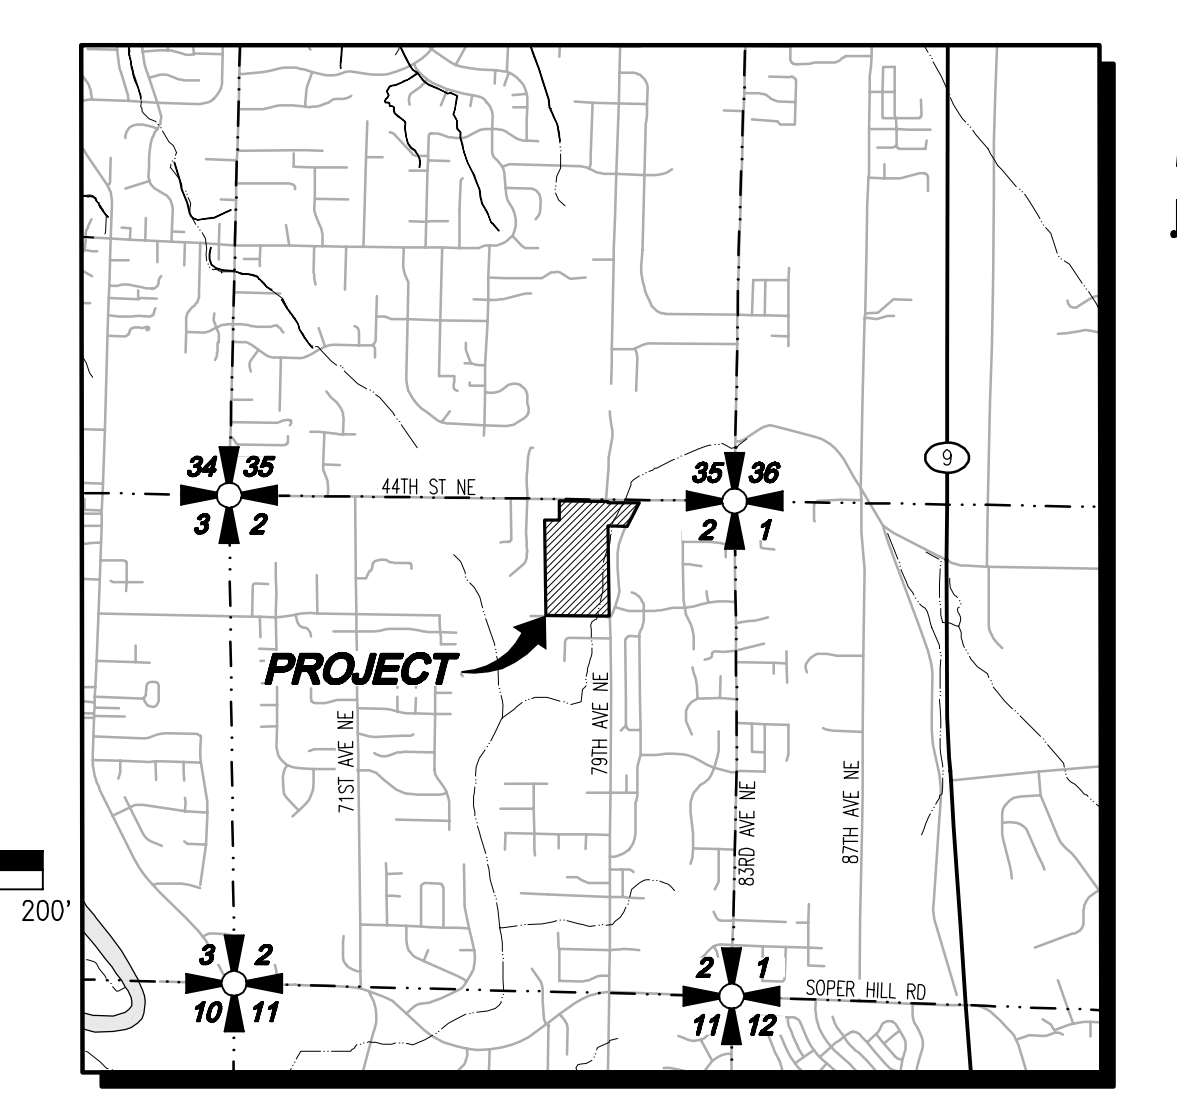 9
34 35
3 2
44TH ST NE
35 36
2 1
PROJECT
71ST AVE NE
79TH AVE NE
83RD AVE NE
87TH AVE NE
200'
3 2
10 11
2 1
11 12
SOPER HILL RD